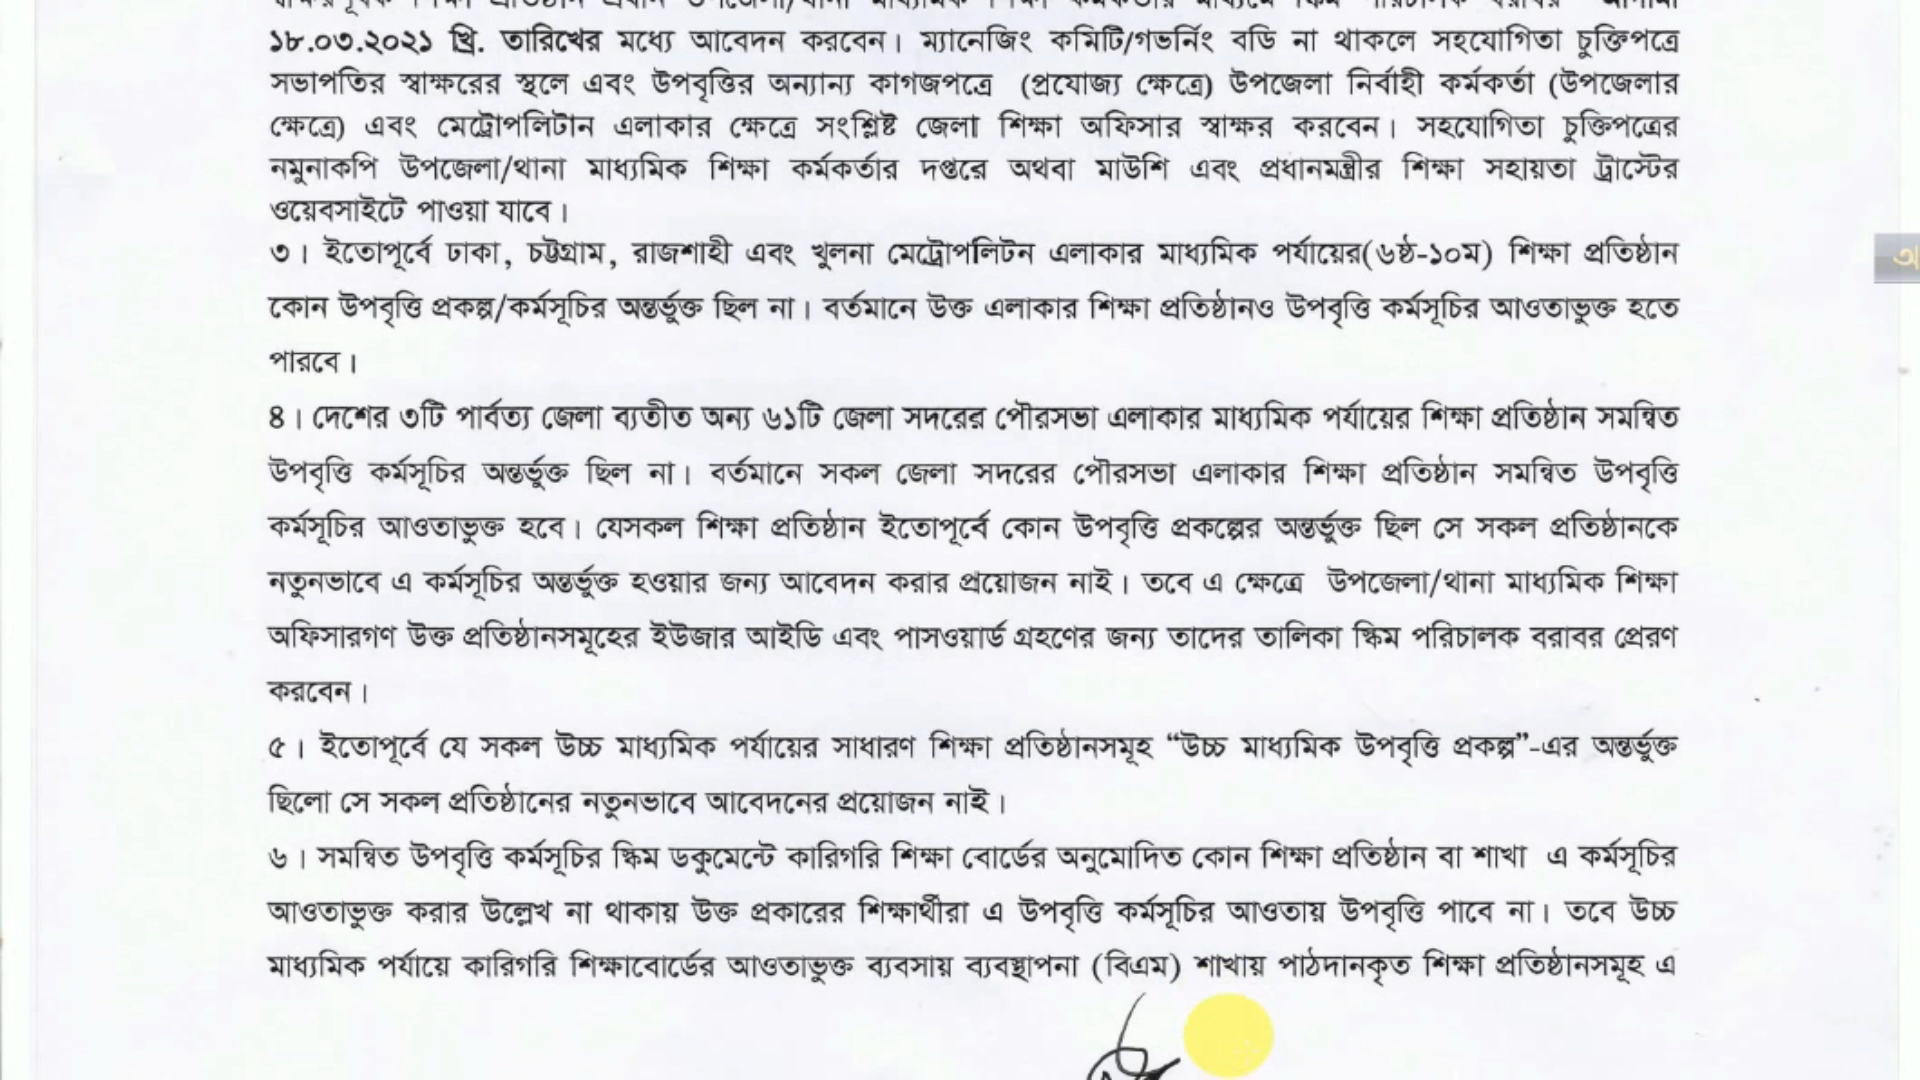 ১৮.০৩.২০২১ খ্রি. তারিখের মধ্যে আবেদন করবেন। ম্যানেজিং কমিটি/গভর্নিং বডি না থাকলে সহযোগিতা চুক্তিপত্রে
সভাপতির স্বাক্ষরের স্থলে এবং উপবৃত্তির অন্যান্য কাগজপত্রে (প্রযোজ্য ক্ষেত্রে) উপজেলা নির্বাহী কর্মকর্তা (উপজেলার
ক্ষেত্রে) এবং মেট্রোপলিটান এলাকার ক্ষেত্রে সংশ্লিষ্ট জেলা শিক্ষা অফিসার স্বাক্ষর করবেন। সহযোগিতা চুক্তিপত্রের
নমুনাকপি উপজেলা/থানা মাধ্যমিক শিক্ষা কর্মকর্তার দপ্তরে অথবা মাউশি এবং প্রধানমন্ত্রীর শিক্ষা সহায়তা ট্রাস্টের
ওয়েবসাইটে পাওয়া যাবে।
৩। ইতোপূর্বে ঢাকা, চট্টগ্রাম, রাজশাহী এবং খুলনা মেট্রোপলিটন এলাকার মাধ্যমিক পর্যায়ের(৬ষ্ঠ-১০ম) শিক্ষা প্রতিষ্ঠান
কোন উপবৃত্তি প্রকল্প/কর্মসূচির অন্তর্ভুক্ত ছিল না। বর্তমানে উক্ত এলাকার শিক্ষা প্রতিষ্ঠানও উপবৃত্তি কর্মসূচির আওতাভুক্ত হতে
পারবে।
৪। দেশের ৩টি পার্বত্য জেলা ব্যতীত অন্য ৬১টি জেলা সদরের পৌরসভা এলাকার মাধ্যমিক পর্যায়ের শিক্ষা প্রতিষ্ঠান সমন্বিত
উপবৃত্তি কর্মসূচির অন্তর্ভুক্ত ছিল না। বর্তমানে সকল জেলা সদরের পৌরসভা এলাকার শিক্ষা প্রতিষ্ঠান সমন্বিত উপবৃত্তি
কর্মসূচির আওতাভুক্ত হবে। যেসকল শিক্ষা প্রতিষ্ঠান ইতোপূর্বে কোন উপবৃত্তি প্রকল্পের অন্তর্ভুক্ত ছিল সে সকল প্রতিষ্ঠানকে
নতুনভাবে এ কর্মসূচির অন্তর্ভুক্ত হওয়ার জন্য আবেদন করার প্রয়োজন নাই। তবে এ ক্ষেত্রে উপজেলা/থানা মাধ্যমিক শিক্ষা
অফিসারগণ উক্ত প্রতিষ্ঠানসমূহের ইউজার আইডি এবং পাসওয়ার্ড গ্রহণের জন্য তাদের তালিকা স্কিম পরিচালক বরাবর প্রেরণ
করবেন।
৫। ইতোপূর্বে যে সকল উচ্চ মাধ্যমিক পর্যায়ের সাধারণ শিক্ষা প্রতিষ্ঠানসমূহ “উচ্চ মাধ্যমিক উপবৃত্তি প্রকল্প”-এর অন্তর্ভুক্ত
ছিলো সে সকল প্রতিষ্ঠানের নতুনভাবে আবেদনের প্রয়োজন নাই।
৬। সমন্বিত উপবৃত্তি কর্মসূচির স্কিম ডকুমেন্টে কারিগরি শিক্ষা বোর্ডের অনুমোদিত কোন শিক্ষা প্রতিষ্ঠান বা শাখা এ কর্মসূচির
আওতাভুক্ত করার উল্লেখ না থাকায় উক্ত প্রকারের শিক্ষার্থীরা এ উপবৃত্তি কর্মসূচির আওতায় উপবৃত্তি পাবে না। তবে উচ্চ
মাধ্যমিক পর্যায়ে কারিগরি শিক্ষাবোর্ডের আওতাভুক্ত ব্যবসায় ব্যবস্থাপনা (বিএম) শাখায় পাঠদানকৃত শিক্ষা প্রতিষ্ঠানসমূহ এ